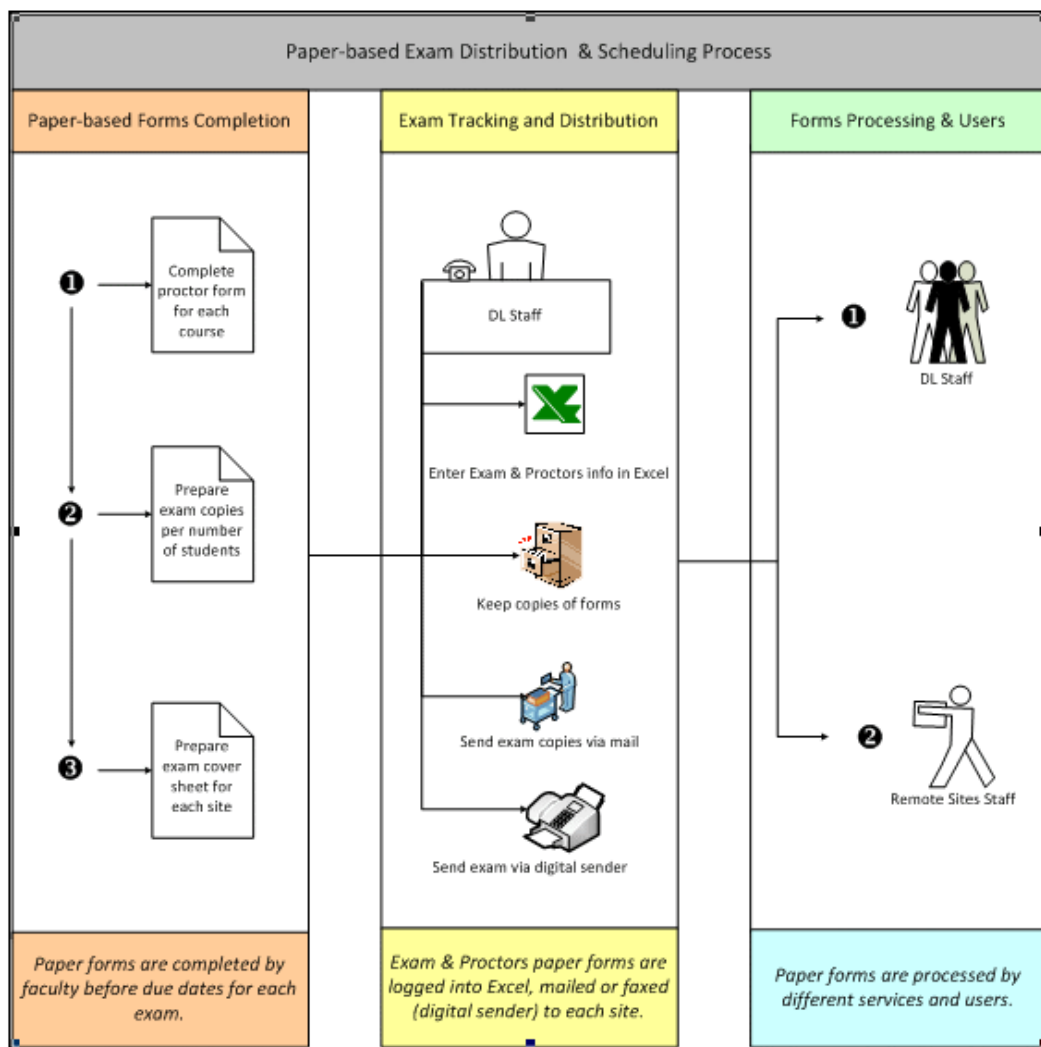 Paper-based Exam Distribution & Scheduling Process
Paper-based Forms Completion
❶
Complete
proctor form
for each
course
❷
Prepare
exam copies
per number
of students
❸
Prepare
exam cover
sheet for
each site
Paper forms are completed by
faculty before due dates for each
exam.
Exam Tracking and Distribution
DL Staff
Enter Exam & Proctors info in Excel
Keep copies of forms
Send exam copies via mail
Send exam via digital sender
Exam & Proctors paper forms are
logged into Excel, mailed or faxed
(digital sender) to each site.
Forms Processing & Users
❶
DL Staff
❷
Remote Sites Staff
Paper forms are processed by
different services and users.